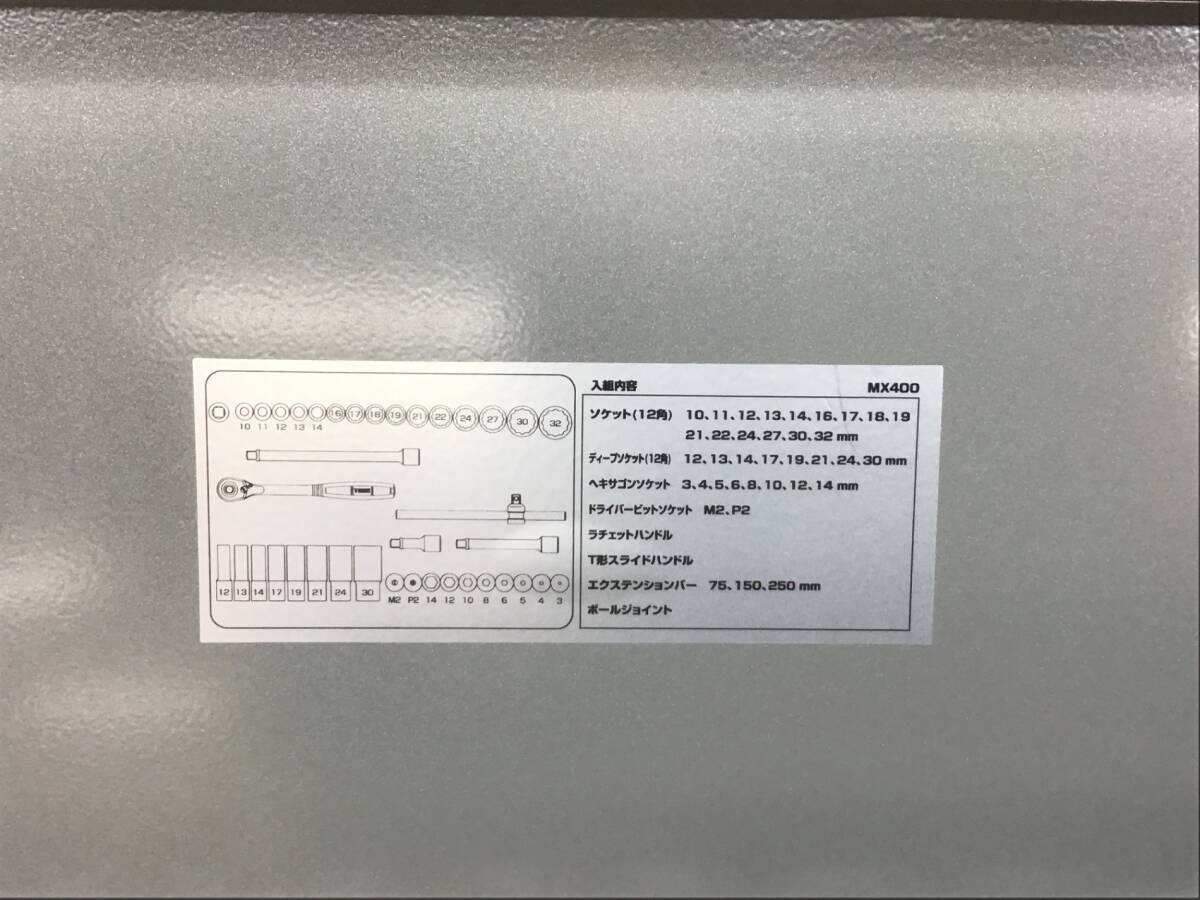 入組内容 MX400
ソケット(12角) 10、11、12、13、14、16、17、18、19
21、22、24、27、30、32 mm
ディープソケット(12角) 12、13、14、17、19、21、24、30 mm
ヘキサゴンソケット 3、4、5、6、8、10、12、14 mm
ドライバービットソケット M2、P2
ラチェットハンドル
T形スライドハンドル
エクステンションバー 75、150、250 mm
ボールジョイント
16 17 18 19 21 22 24 27 30 32
10 11 12 13 14
12 13 14 17 19 21 24 30
M2 P2 14 12 10 8 6 5 4 3